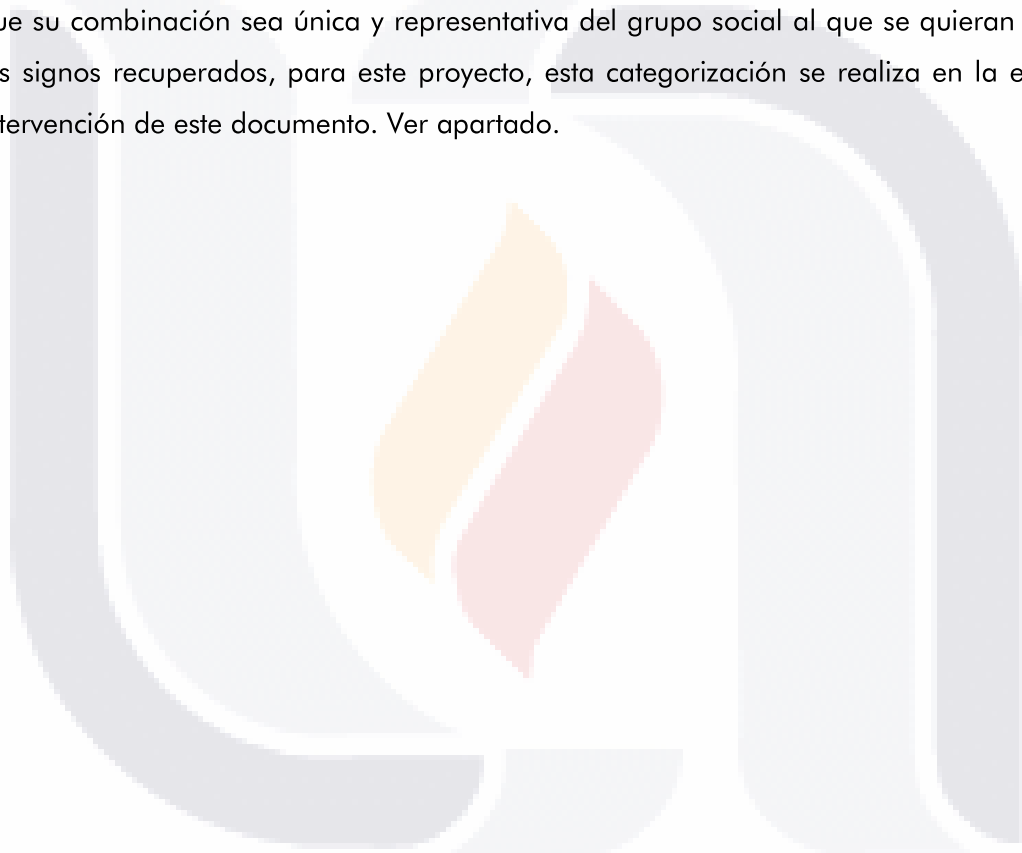 ue su combinación sea única y representativa del grupo social al que se quieran
s signos recuperados, para este proyecto, esta categorización se realiza en la e
tervención de este documento. Ver apartado.